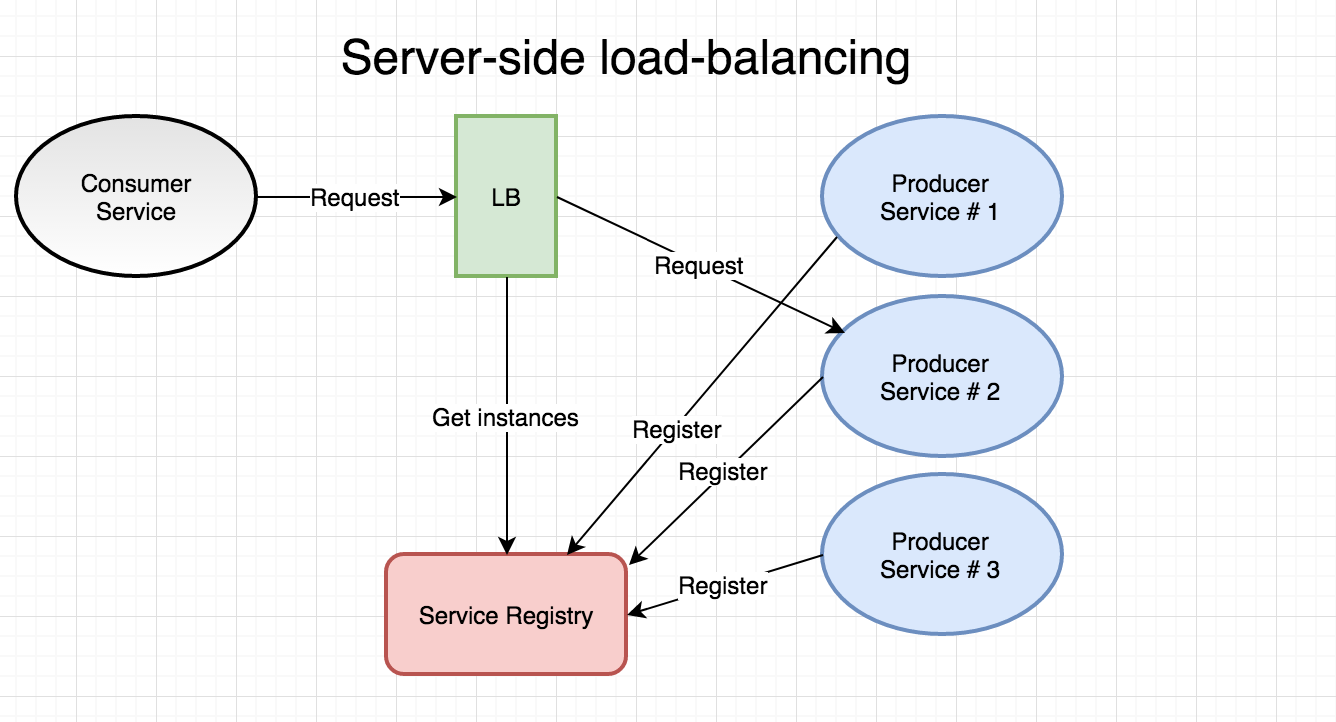 Server-side load-balancing
Consumer
Service
Request
LB
Producer
Service # 1
Request
Producer
Service # 2
Get instances
Register
Register
Producer
Service # 3
Register
Service Registry